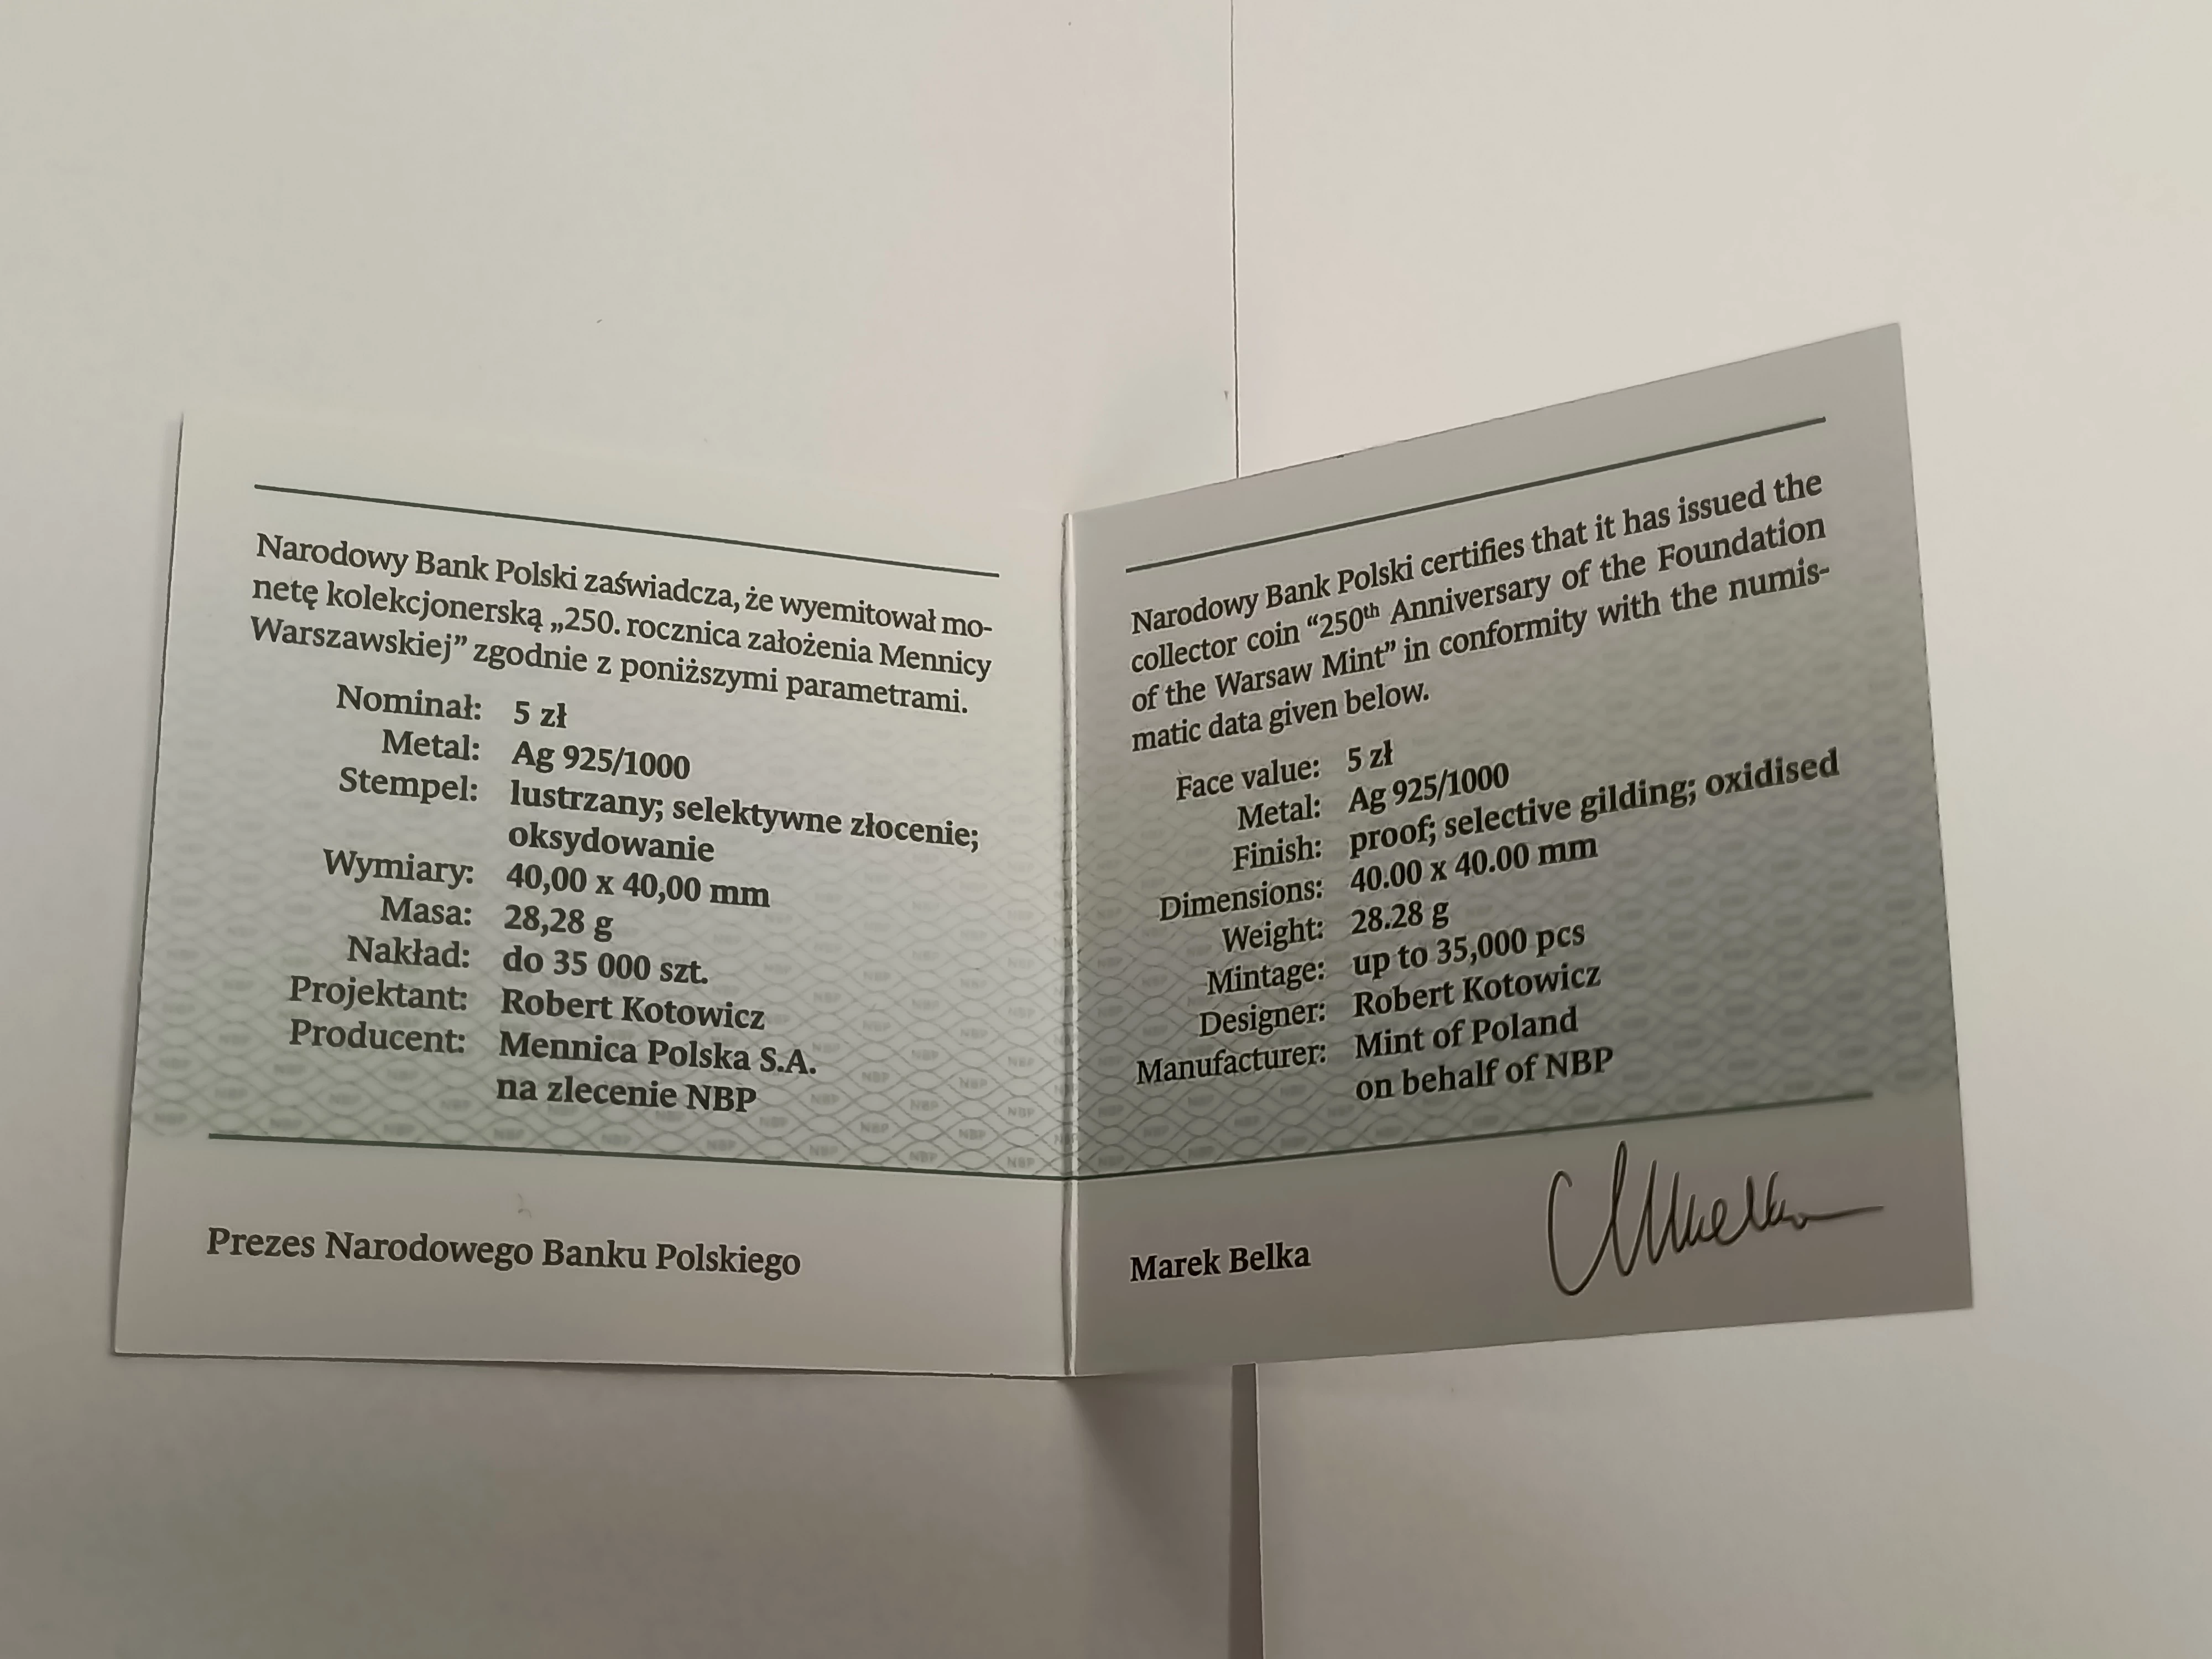 Narodowy Bank Polski zaświadcza, że wyemitował mo-
netę kolekcjonerską „250. rocznica założenia Mennicy
Warszawskiej” zgodnie z poniższymi parametrami.
Nominał: 5 zł
Metal: Ag 925/1000
Stempel: lustrzany; selektywne złocenie;
oksydowanie
Wymiary: 40,00 x 40,00 mm
Masa: 28,28 g
Nakład: do 35 000 szt.
Projektant: Robert Kotowicz
Producent: Mennica Polska S.A.
na zlecenie NBP
Prezes Narodowego Banku Polskiego
Narodowy Bank Polski certifies that it has issued the
collector coin “250th Anniversary of the Foundation
of the Warsaw Mint” in conformity with the numis-
matic data given below.
Face value: 5 zł
Metal: Ag 925/1000
Finish: proof; selective gilding; oxidised
Dimensions: 40.00 x 40.00 mm
Weight: 28.28 g
Mintage: up to 35,000 pcs
Designer: Robert Kotowicz
Manufacturer: Mint of Poland
on behalf of NBP
Marek Belka